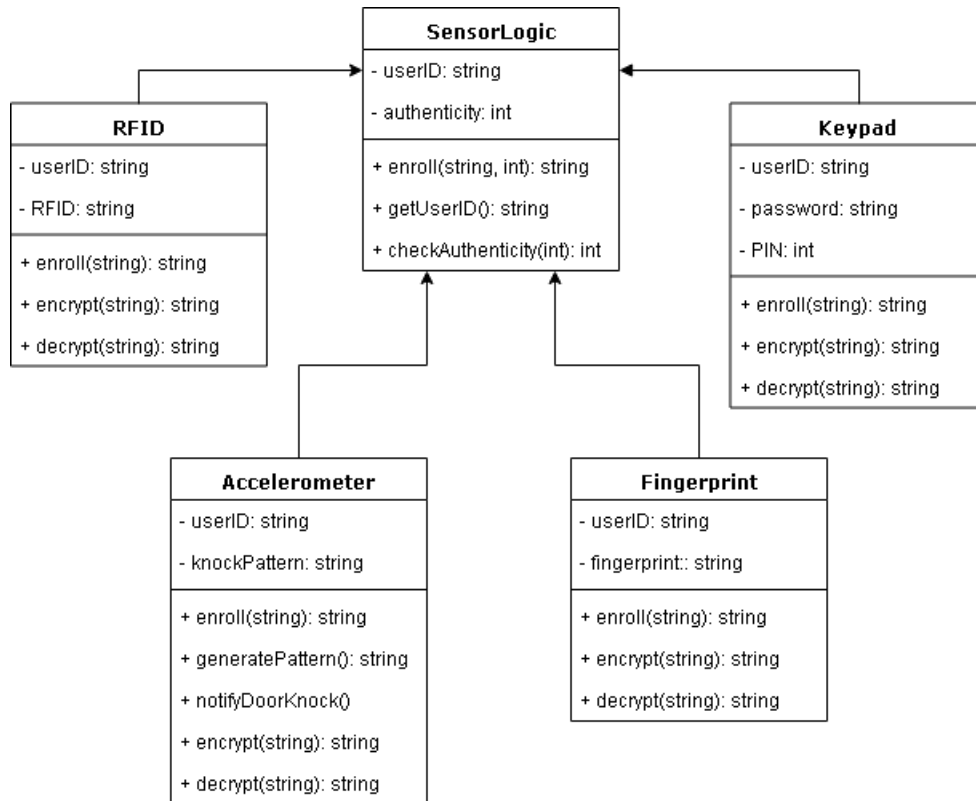 SensorLogic
- userID: string
- authenticity: int
+ enroll(string, int): string
+ getUserID(): string
+ checkAuthenticity(int): int
RFID
- userID: string
- RFID: string
+ enroll(string): string
+ encrypt(string): string
+ decrypt(string): string
Keypad
- userID: string
- password: string
- PIN: int
+ enroll(string): string
+ encrypt(string): string
+ decrypt(string): string
Accelerometer
- userID: string
- knockPattern: string
+ enroll(string): string
+ generatePattern(): string
+ notifyDoorKnock()
+ encrypt(string): string
+ decrypt(string): string
Fingerprint
- userID: string
- fingerprint:: string
+ enroll(string): string
+ encrypt(string): string
+ decrypt(string): string